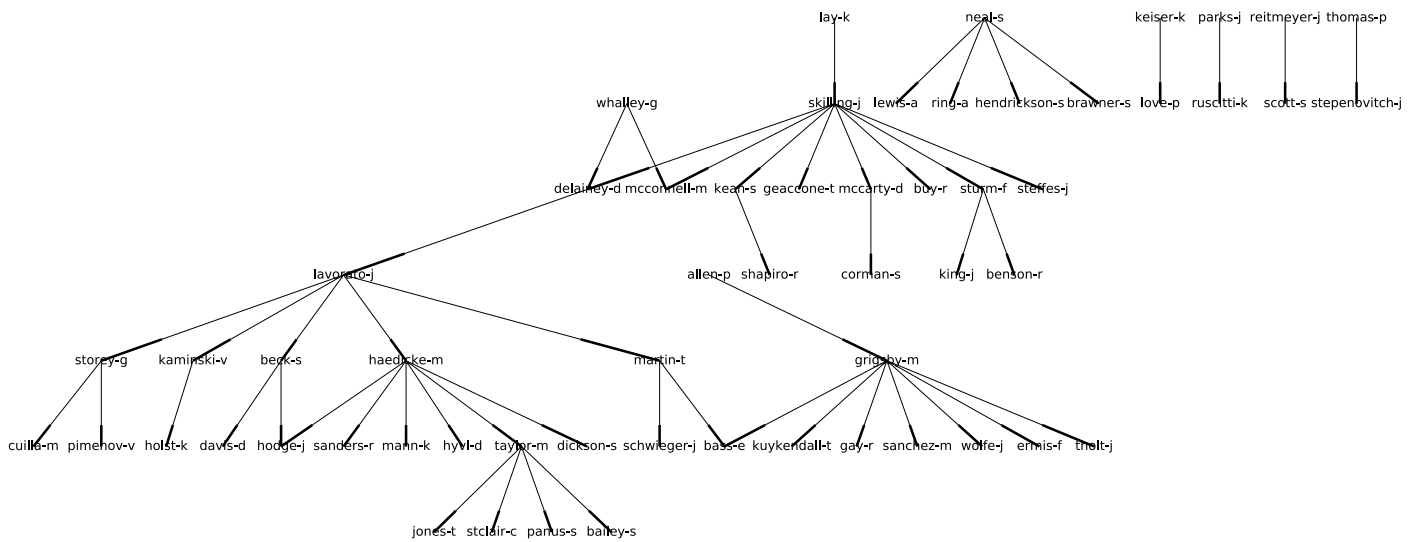 lay-k neal-s keiser-k parks-j reitmeyer-j thomas-p
whalley-g skilling-j lewis-a ring-a hendrickson-s brawner-s love-p ruscitti-k scott-s stepenovitch-j
delainey-d mcconnell-m kean-s geaccone-t mccarty-d buy-r sturm-f steffes-j
lavorato-j allen-p shapiro-r corman-s king-j benson-r
storey-g kaminski-v beck-s haedicke-m martin-t grigsby-m
cuilla-m pimenov-v holst-k davis-d hodge-j sanders-r mann-k hyvl-d taylor-m dickson-s schwieger-j bass-e kuykendall-t gay-r sanchez-m wolfe-j ermis-f tholt-j
jones-t stclair-c panus-s bailey-s